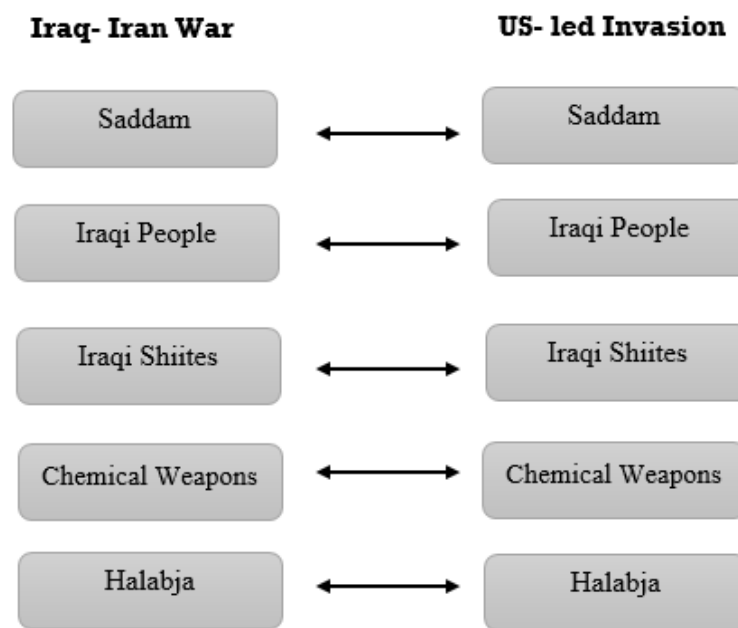 Iraq- Iran War
US- led Invasion
Saddam
Saddam
Iraqi People
Iraqi People
Iraqi Shiites
Iraqi Shiites
Chemical Weapons
Chemical Weapons
Halabja
Halabja